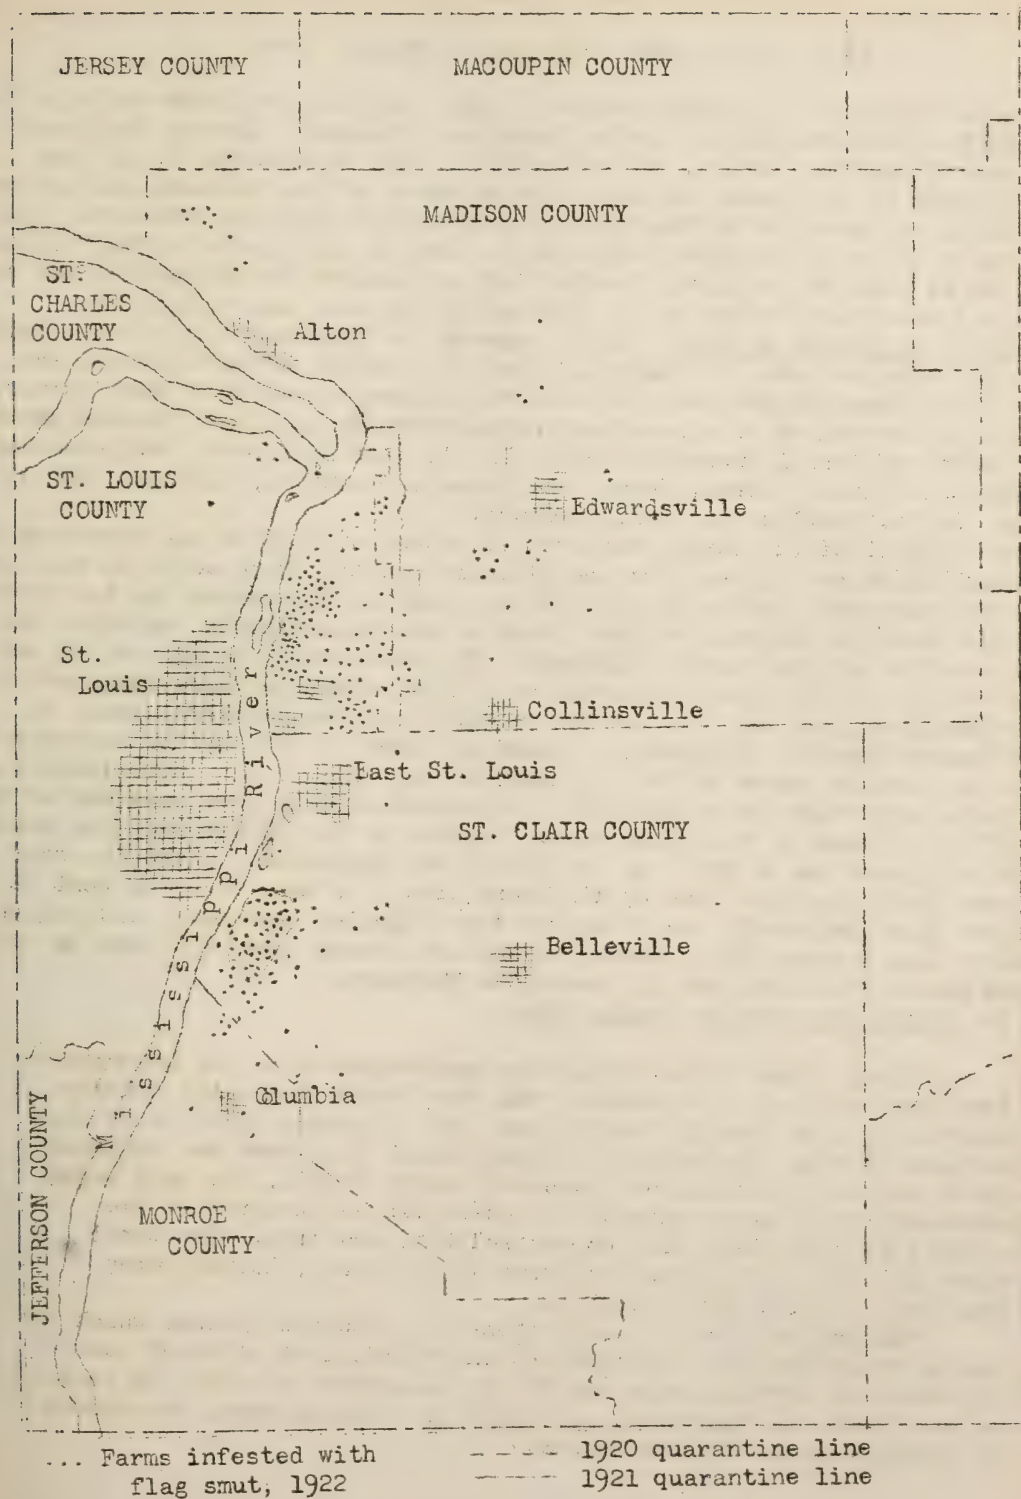 JERSEY COUNTY
MACOUPIN COUNTY
MADISON COUNTY
ST.
CHARLES
COUNTY
Alton
ST. LOUIS
COUNTY
Edwardsville
St.
Louis
Collinsville
East St. Louis
ST. CLAIR COUNTY
Mississippi River
Belleville
Columbia
JEFFERSON COUNTY
MONROE
COUNTY
... Farms infested with
flag smut, 1922
1920 quarantine line
1921 quarantine line